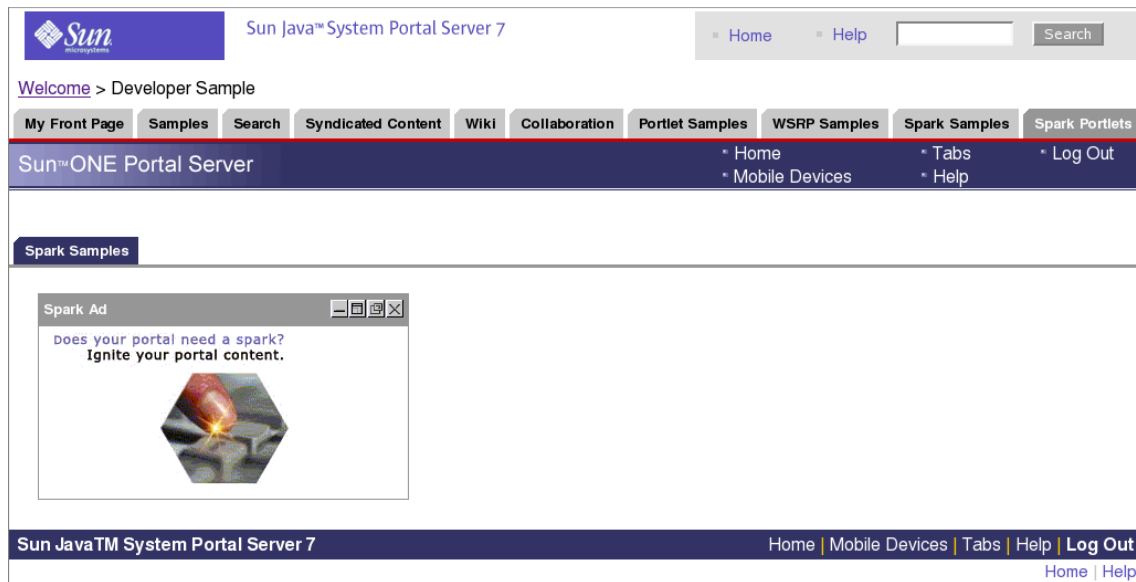 Sun
microsystems
Sun Java™ System Portal Server 7
Home Help Search
Welcome > Developer Sample
My Front Page Samples Search Syndicated Content Wiki Collaboration Portlet Samples WSRP Samples Spark Samples Spark Portlets
Sun™ ONE Portal Server
Home Tabs Log Out
Mobile Devices Help
Spark Samples
Spark Ad
Does your portal need a spark?
Ignite your portal content.
Sun JavaTM System Portal Server 7 Home | Mobile Devices | Tabs | Help | Log Out
Home | Help